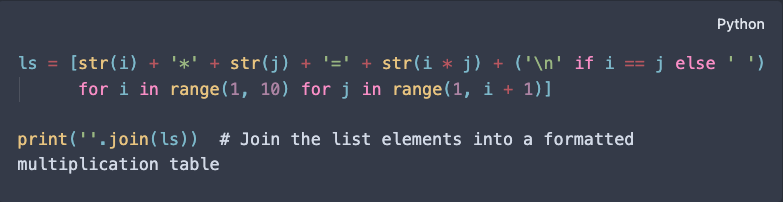 Python
ls = [str(i) + '*' + str(j) + '=' + str(i * j) + ('\n' if i == j else ' ')
for i in range(1, 10) for j in range(1, i + 1)]
print(''.join(ls))  # Join the list elements into a formatted
multiplication table